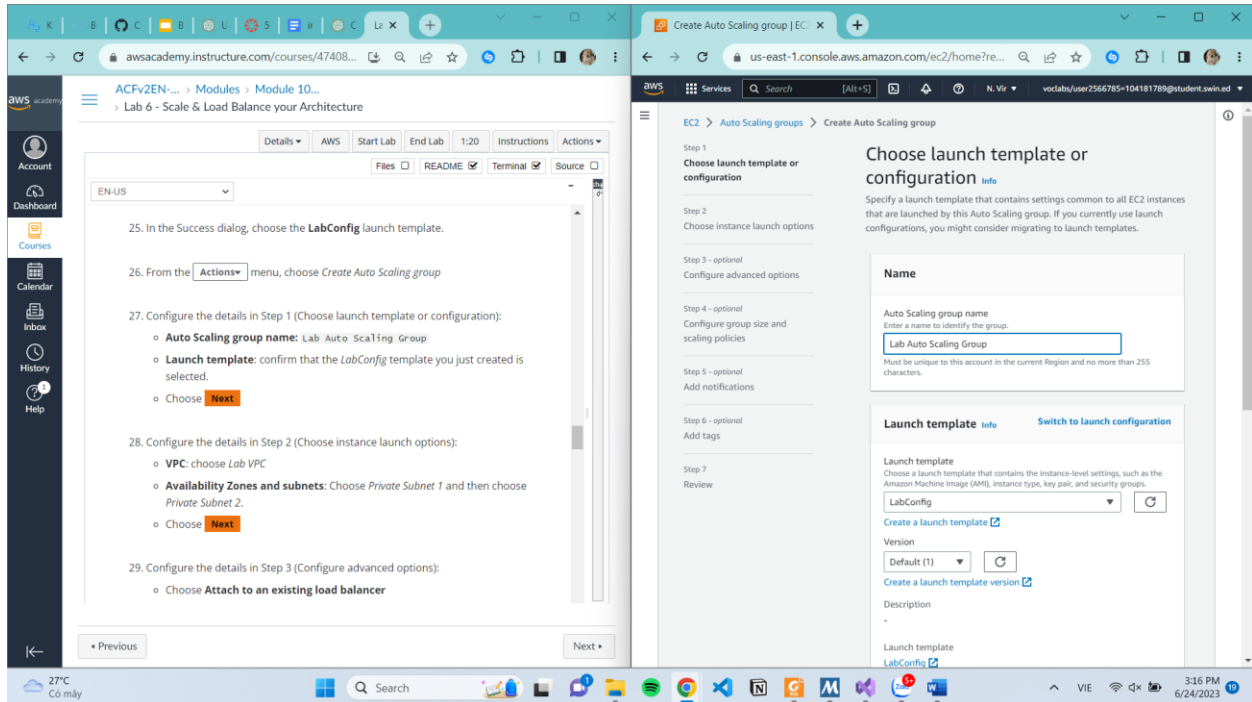 K
B
C
B
U
5
ir
C
La
awsacademy.instructure.com/courses/47408...
aws academy
Account
Dashboard
Courses
Calendar
Inbox
History
1
Help
ACFv2EN-... > Modules > Module 10...
> Lab 6 - Scale & Load Balance your Architecture
Details AWS Start Lab End Lab 1:20 Instructions Actions
Files README Terminal Source
EN-US
25. In the Success dialog, choose the LabConfig launch template.
26. From the Actions menu, choose Create Auto Scaling group
27. Configure the details in Step 1 (Choose launch template or configuration):
Auto Scaling group name: Lab Auto Scaling Group
Launch template: confirm that the LabConfig template you just created is
selected.
Choose Next
28. Configure the details in Step 2 (Choose instance launch options):
VPC: choose Lab VPC
Availability Zones and subnets: Choose Private Subnet 1 and then choose
Private Subnet 2.
Choose Next
29. Configure the details in Step 3 (Configure advanced options):
Choose Attach to an existing load balancer
Previous
Next
Create Auto Scaling group | EC
us-east-1.console.aws.amazon.com/ec2/home?re...
aws Services Search [Alt+S] N. Vir voclabs/user2566785=104181789@student.swin.ed
EC2 > Auto Scaling groups > Create Auto Scaling group
Step 1
Choose launch template or
configuration
Step 2
Choose instance launch options
Step 3 - optional
Configure advanced options
Step 4 - optional
Configure group size and
scaling policies
Step 5 - optional
Add notifications
Step 6 - optional
Add tags
Step 7
Review
Choose launch template or
configuration Info
Specify a launch template that contains settings common to all EC2 instances
that are launched by this Auto Scaling group. If you currently use launch
configurations, you might consider migrating to launch templates.
Name
Auto Scaling group name
Enter a name to identify the group.
Lab Auto Scaling Group
Must be unique to this account in the current Region and no more than 255
characters.
Launch template Info
Switch to launch configuration
Launch template
Choose a launch template that contains the instance-level settings, such as the
Amazon Machine Image (AMI), instance type, key pair, and security groups.
LabConfig
Create a launch template
Version
Default (1)
Create a launch template version
Description
-
Launch template
LabConfig
27°C
Có mây
Search
5+
VIE
3:16 PM
6/24/2023
19